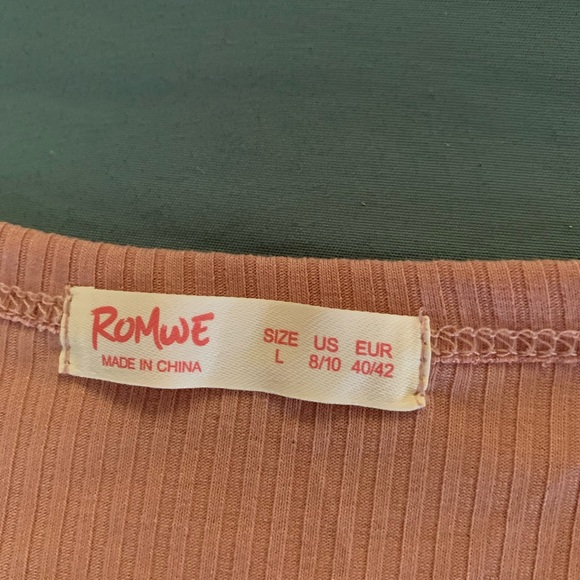 ROMWE
MADE IN CHINA
SIZE US EUR
L 8/10 40/42